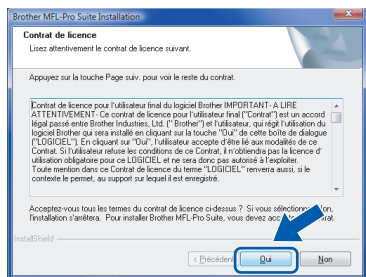 Brother MFL-Pro Suite Installation
Contrat de licence
Lisez attentivement le contrat de licence suivant.
Appuyez sur la touche Page suiv. pour voir le reste du contrat.
Contrat de licence pour l'utilisateur final du logiciel Brother IMPORTANT- A LIRE
ATTENTIVEMENT- Ce contrat de licence pour l'utilisateur final ("Contrat") est un accord
légal passé entre Brother Industries, Ltd. (" Brother") et l'utilisateur, qui régit l'utilisation du
logiciel Brother qui sera installé en cliquant sur la touche "Oui" de cette boîte de dialogue
("LOGICIEL"). En cliquant sur "Oui", l'utilisateur accepte d'être lié aux modalités de ce
Contrat. Si l'utilisateur refuse les conditions de ce Contrat, il n'obtiendra pas la licence d'
utilisation obligatoire pour ce LOGICIEL et ne sera donc pas autorisé à l'exploiter.
Toute mention dans ce Contrat de licence du terme "LOGICIEL" renverra aussi, si le
contexte le permet, au support sur lequel il est enregistré.
Acceptez-vous tous les termes du contrat de licence ci-dessus ? Si vous sélectionnez Non,
l'installation s'arrêtera. Pour installer Brother MFL-Pro Suite, vous devez
InstallShield
< Précédent Oui Non